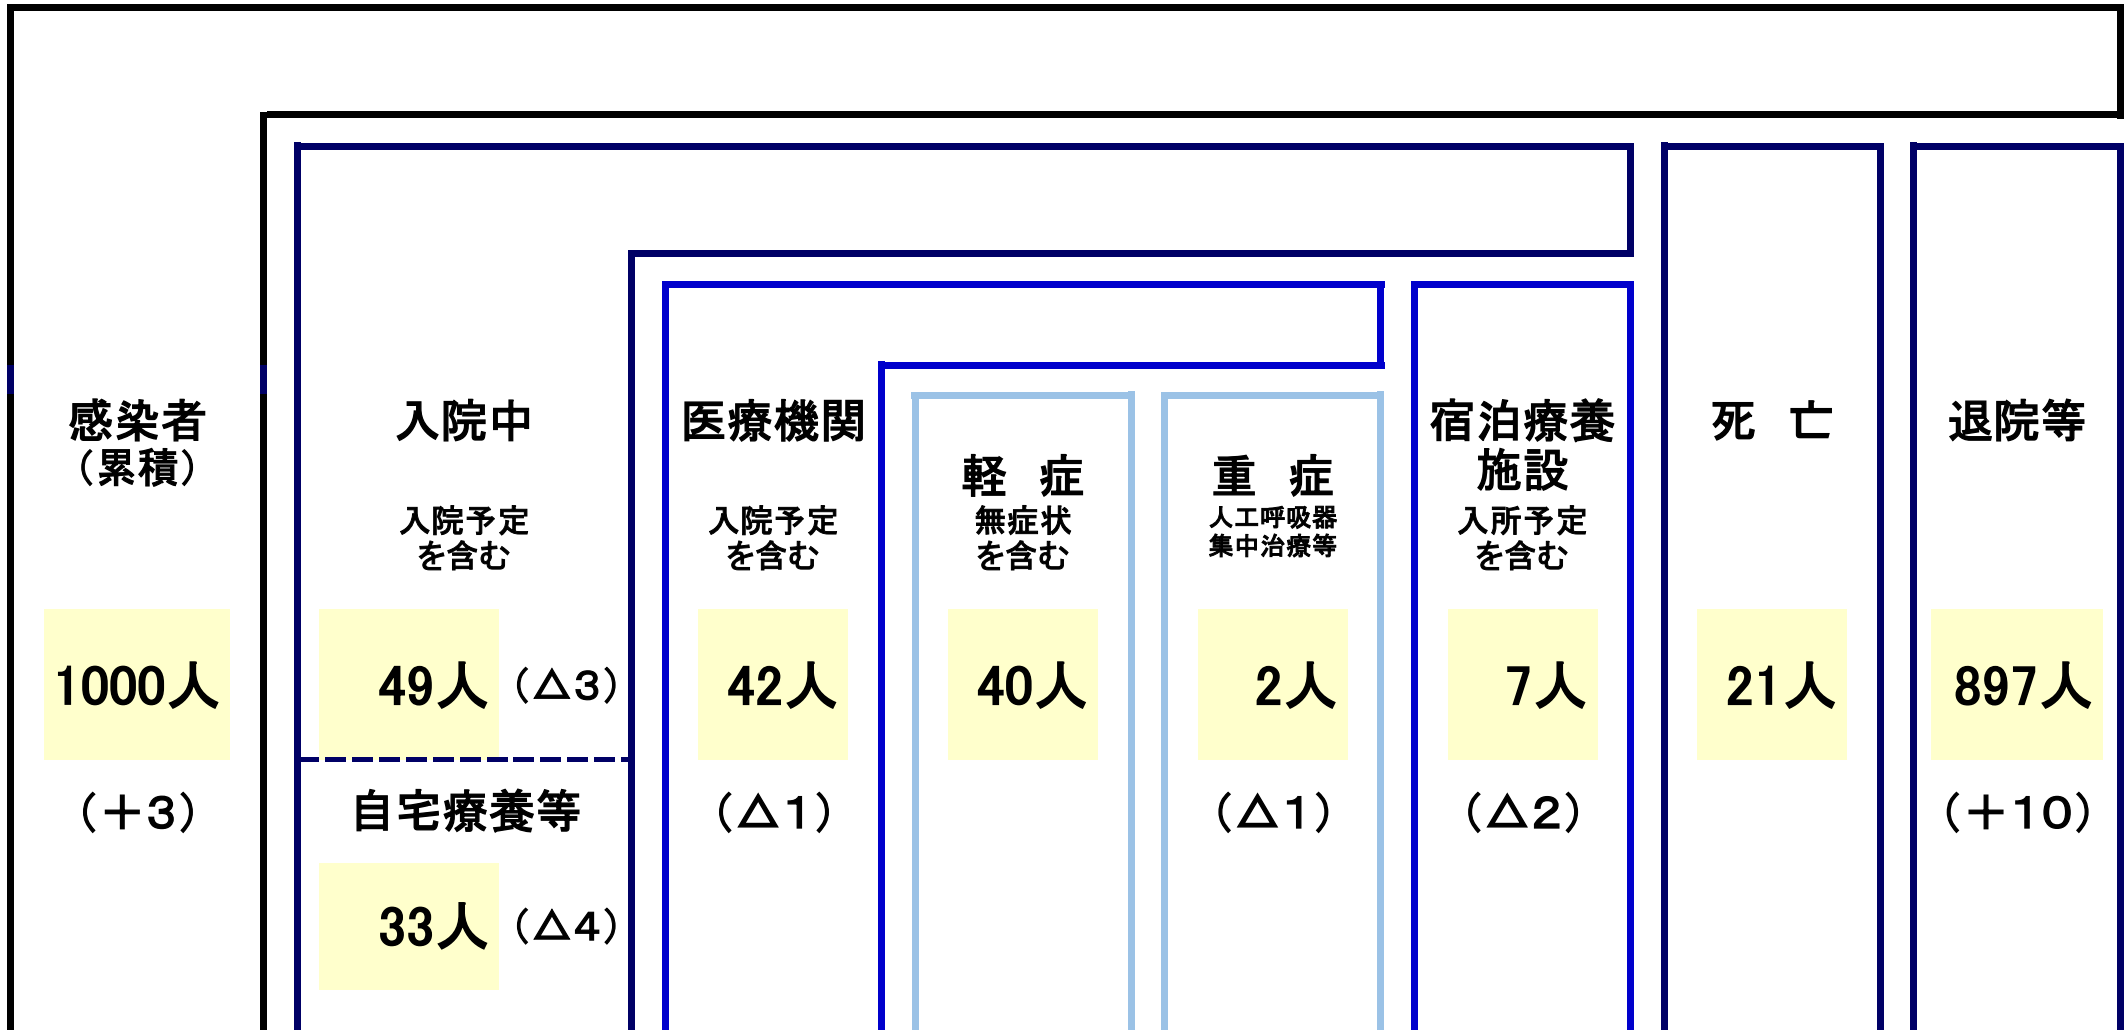 感染者
（累積）
1000人
（＋3）
入院中
入院予定
を含む
49人（△3）
自宅療養等
33人（△4）
医療機関
入院予定
を含む
42人
（△1）
軽　症
無症状
を含む
40人
重　症
人工呼吸器
集中治療等
2人
（△1）
宿泊療養
施設
入所予定
を含む
7人
（△2）
死　亡
21人
退院等
897人
（＋10）